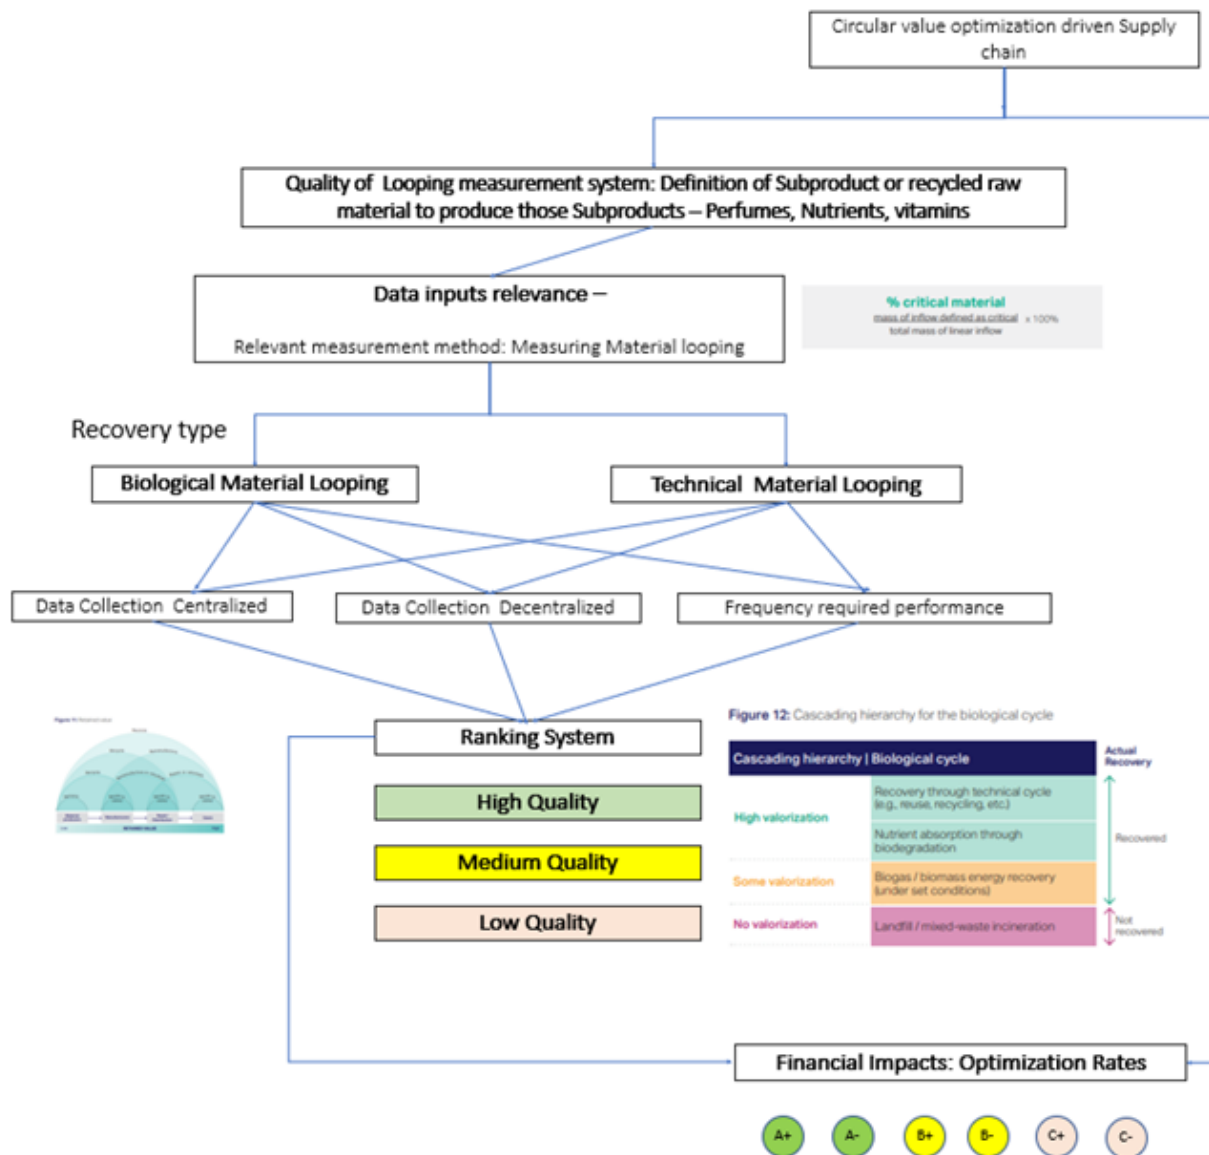 Circular value optimization driven Supply
chain
Quality of Looping measurement system: Definition of Subproduct or recycled raw
material to produce those Subproducts – Perfumes, Nutrients, vitamins
Data inputs relevance –
Relevant measurement method: Measuring Material looping
% critical material
mass of inflow defined as critical
x 100%
total mass of linear inflow
Recovery type
Biological Material Looping
Technical Material Looping
Data Collection Centralized
Data Collection Decentralized
Frequency required performance
Ranking System
High Quality
Medium Quality
Low Quality
Figure 12: Cascading hierarchy for the biological cycle
Cascading hierarchy | Biological cycle
Actual
Recovery
High valorization
Recovery through technical cycle
(e.g., reuse, recycling, etc.)
Nutrient absorption through
biodegradation
Recovered
Some valorization
Biogas / biomass energy recovery
(under set conditions)
No valorization
Landfill / mixed-waste incineration
Not
recovered
Financial Impacts: Optimization Rates
A+
A-
B+
B-
C+
C-